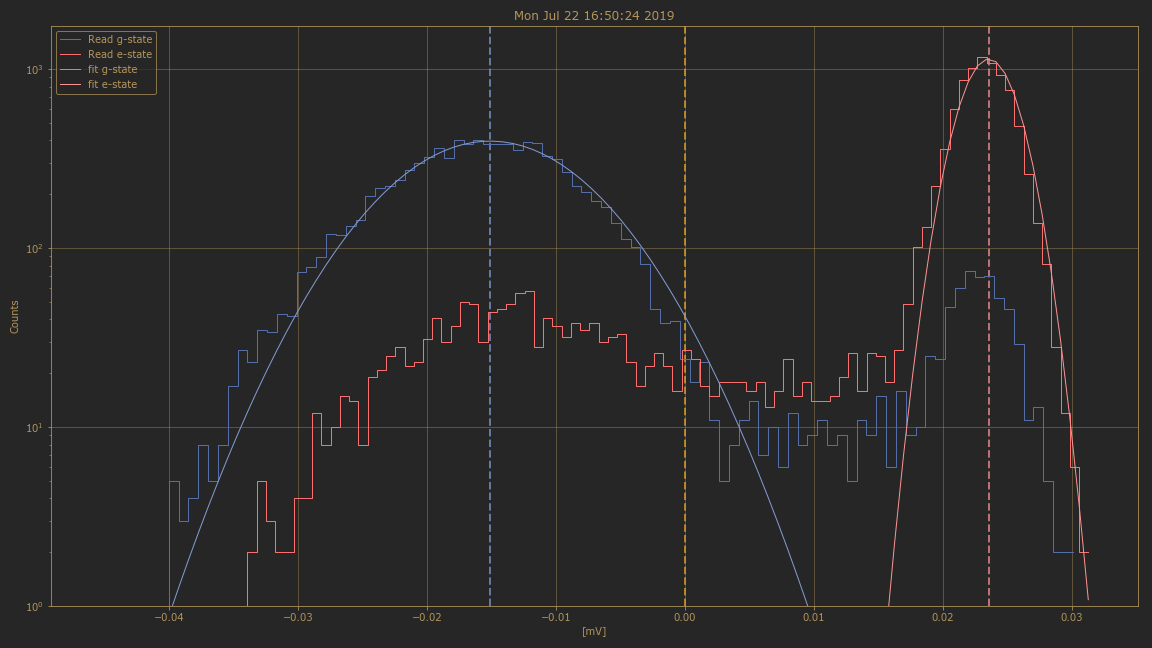 Mon Jul 22 16:50:24 2019
Read g-state
Read e-state
fit g-state
fit e-state
10³
10²
10¹
10⁰
Counts
−0.04 −0.03 −0.02 −0.01 0.00 0.01 0.02 0.03
[mV]